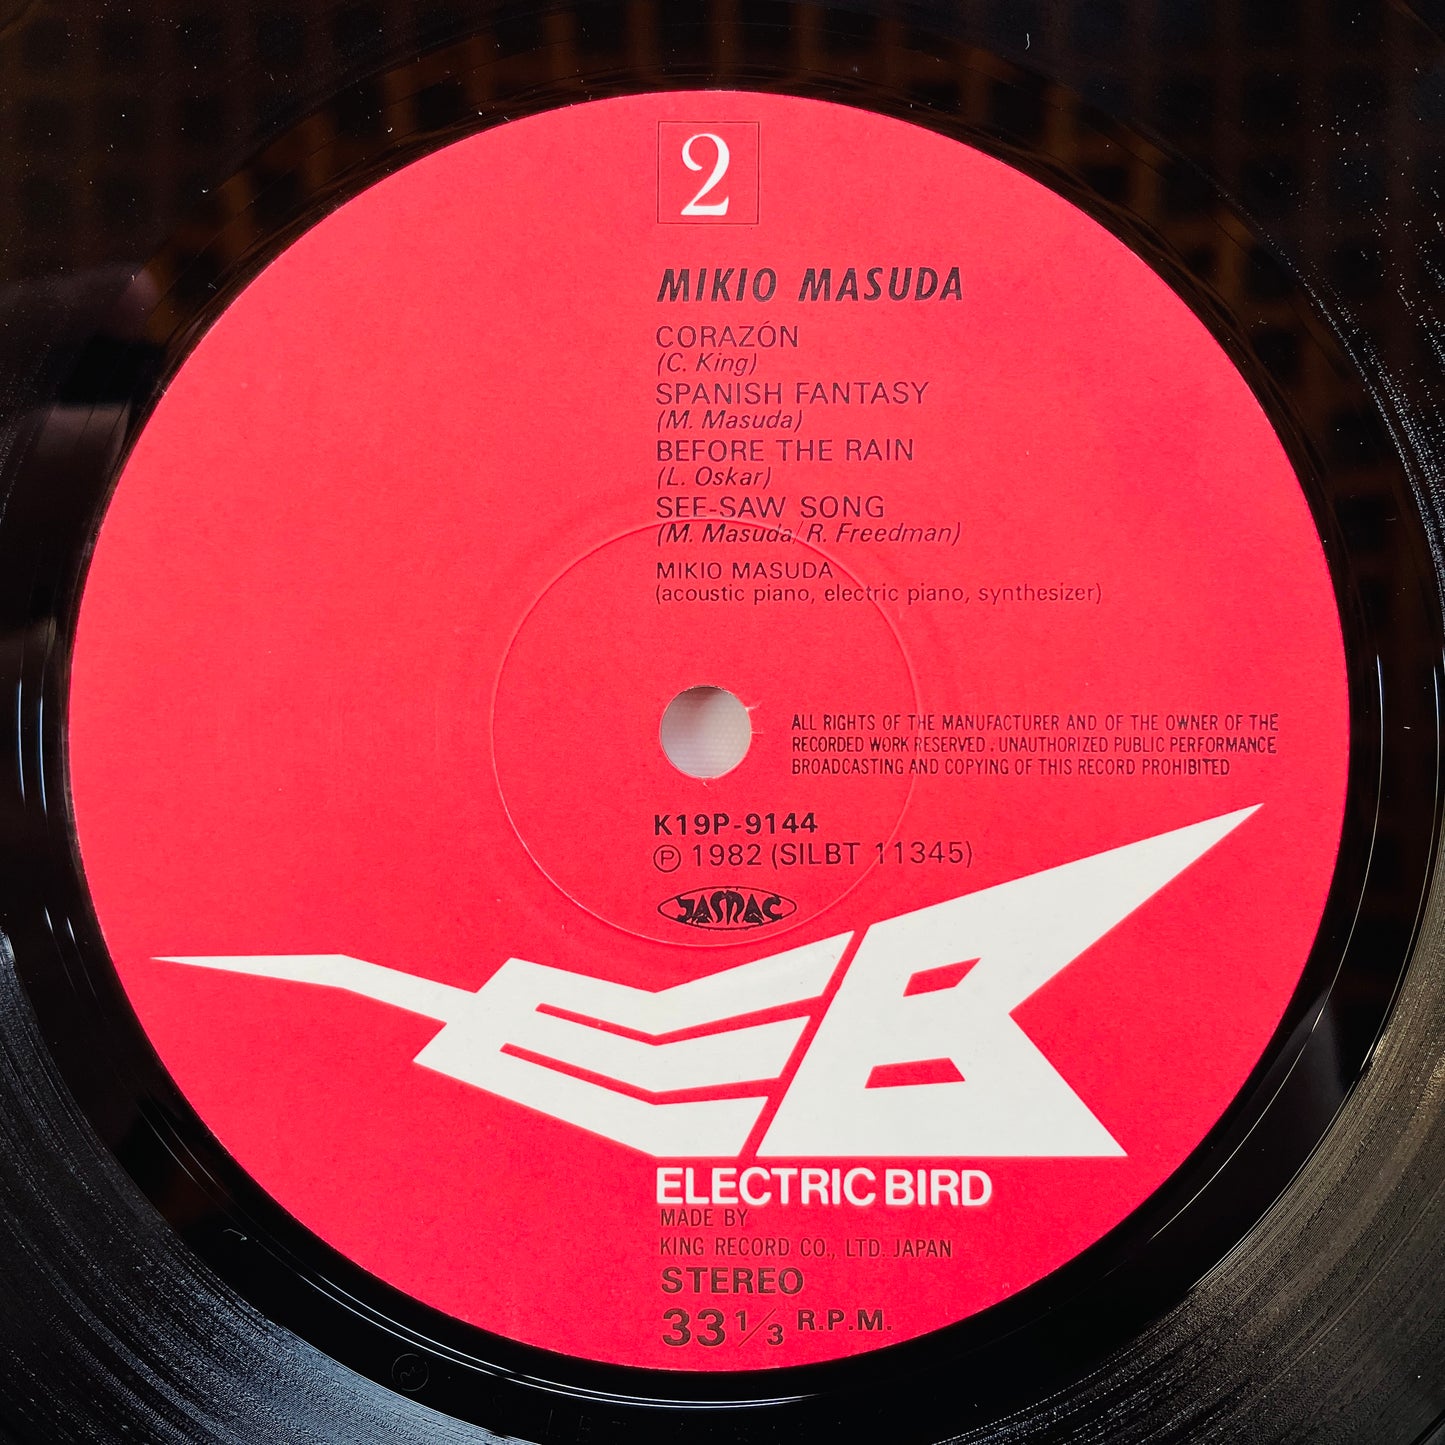 2
MIKIO MASUDA
CORAZÓN
(C. King)
SPANISH FANTASY
(M. Masuda)
BEFORE THE RAIN
(L. Oskar)
SEE-SAW SONG
(M. Masuda/R. Freedman)
MIKIO MASUDA
(acoustic piano, electric piano, synthesizer)
ALL RIGHTS OF THE MANUFACTURER AND OF THE OWNER OF THE
RECORDED WORK RESERVED . UNAUTHORIZED PUBLIC PERFORMANCE
BROADCASTING AND COPYING OF THIS RECORD PROHIBITED
K19P-9144
Ⓟ 1982 (SILBT 11345)
JASRAC
EB
ELECTRIC BIRD
MADE BY
KING RECORD CO., LTD. JAPAN
STEREO
33 1/3 R.P.M.